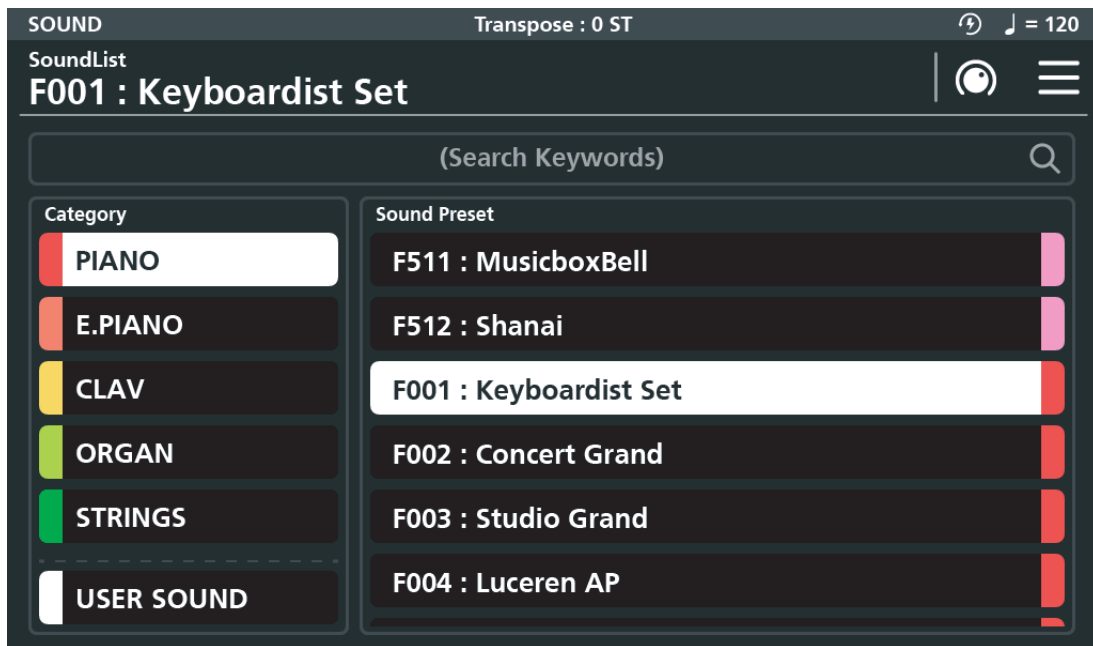 SOUND
Transpose : 0 ST
♩ = 120
SoundList
F001 : Keyboardist Set
(Search Keywords)
Category
PIANO
E.PIANO
CLAV
ORGAN
STRINGS
USER SOUND
Sound Preset
F511 : MusicboxBell
F512 : Shanai
F001 : Keyboardist Set
F002 : Concert Grand
F003 : Studio Grand
F004 : Luceren AP